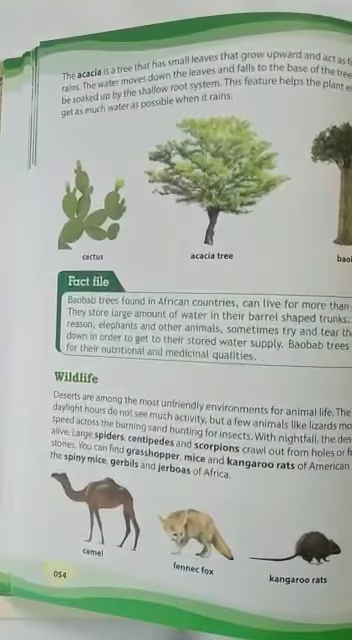 The acacia is a tree that has small leaves that grow upward and act as
rains. The water moves down the leaves and falls to the base of the tree
be soaked up by the shallow root system. This feature helps the plant
get as much water as possible when it rains.
cactus
acacia tree
Fact file
Baobab trees found in African countries, can live for more than
They store large amount of water in their barrel shaped trunks.
reason, elephants and other animals, sometimes try and tear
down in order to get to their stored water supply. Baobab trees
for their nutritional and medicinal qualities.
Wildlife
Deserts are among the most unfriendly environments for animal life. The
daylight hours do not see much activity, but a few animals like lizards
speed across the burning sand hunting for insects. With nightfall, the
alive. Large spiders, centipedes and scorpions crawl out from holes or
stones. You can find grasshopper, mice and kangaroo rats of American
the spiny mice, gerbils and jerboas of Africa.
camel
fennec fox
kangaroo rats
054